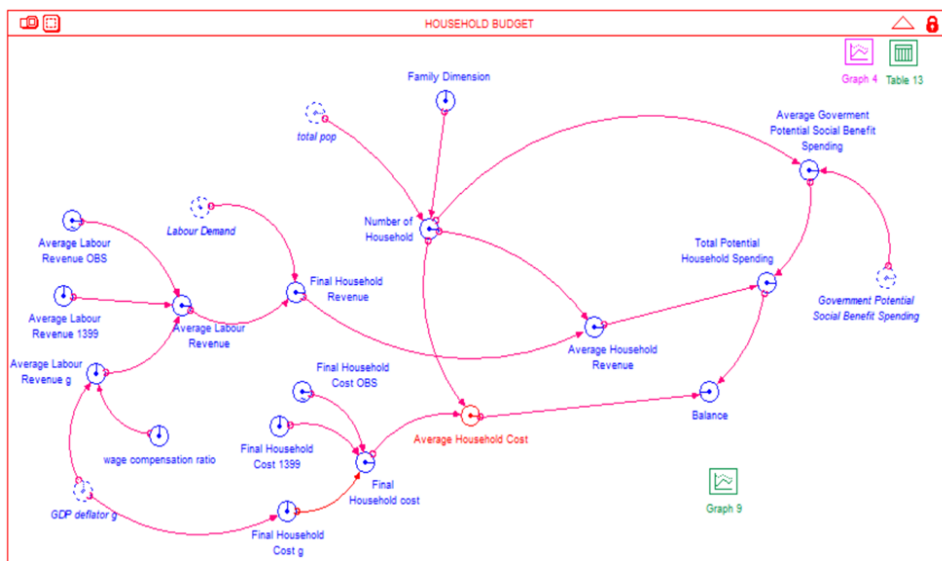 HOUSEHOLD BUDGET
Graph 4
Table 13
Family Dimension
total pop
Average Goverment
Potential Social Benefit
Spending
Labour Demand
Number of
Household
Average Labour
Revenue OBS
Total Potential
Household Spending
Final Household
Revenue
Government Potential
Social Benefit Spending
Average Labour
Revenue 1399
Average Labour
Revenue
Average Household
Revenue
Average Labour
Revenue g
Final Household
Cost OBS
Balance
Average Household Cost
wage compensation ratio
Final Household
Cost 1399
Final
Household cost
GDP deflator g
Graph 9
Final Household
Cost g